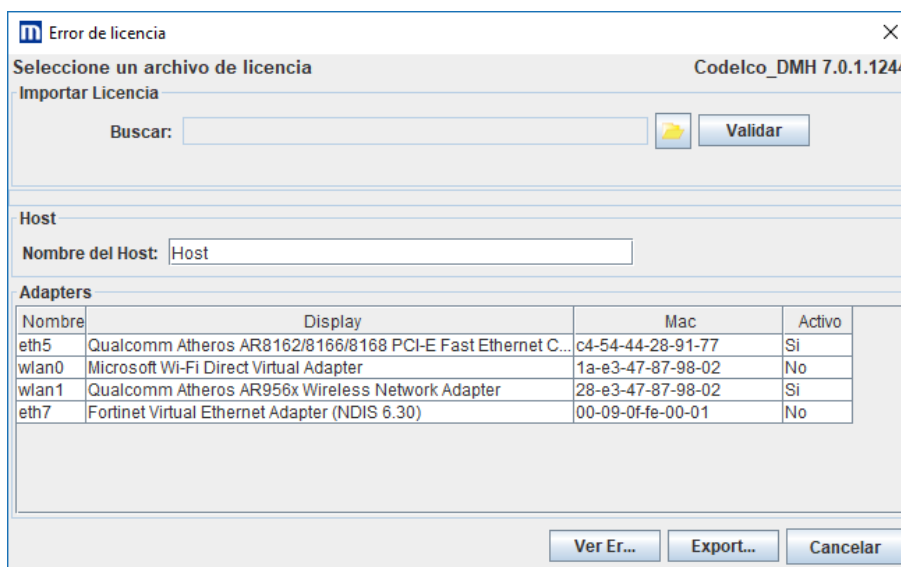 Error de licencia
Seleccione un archivo de licencia Codelco_DMH 7.0.1.1244
Importar Licencia
Buscar: Validar
Host
Nombre del Host: Host
Adapters
Nombre Display Mac Activo
eth5 Qualcomm Atheros AR8162/8166/8168 PCI-E Fast Ethernet C... c4-54-44-28-91-77 Si
wlan0 Microsoft Wi-Fi Direct Virtual Adapter 1a-e3-47-87-98-02 No
wlan1 Qualcomm Atheros AR956x Wireless Network Adapter 28-e3-47-87-98-02 Si
eth7 Fortinet Virtual Ethernet Adapter (NDIS 6.30) 00-09-0f-fe-00-01 No
Ver Er... Export... Cancelar